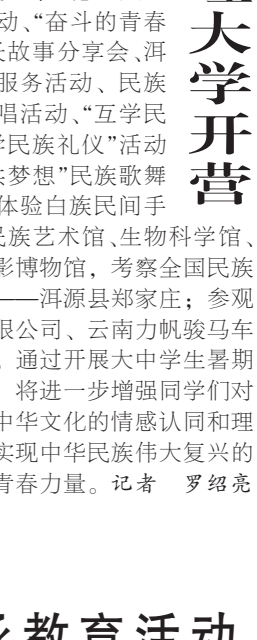 大学开营
动、“奋斗的青春
故事分享会、洱
服务活动、民族
唱活动、“互学民
民族礼仪”活动
梦想”民族歌舞
体验白族民间手
民族艺术馆、生物科学馆、
影博物馆，考察全国民族
——洱源县郑家庄；参观
限公司、云南力帆骏马车
通过开展大中学生暑期
将进一步增强同学们对
中华文化的情感认同和理
实现中华民族伟大复兴的
青春力量。记者 罗绍亮
教育活动